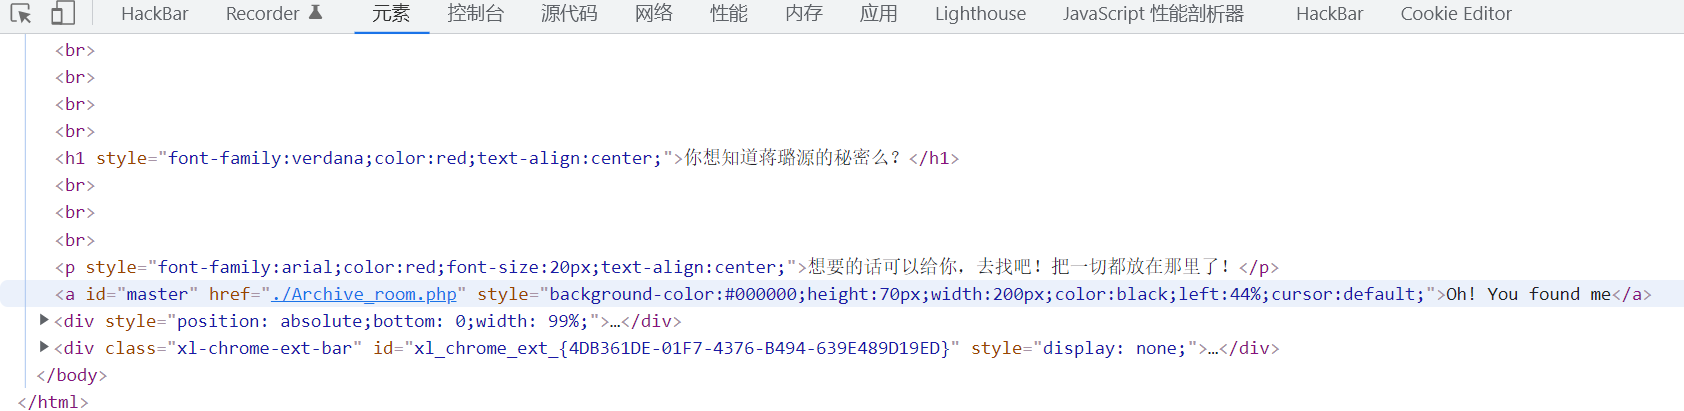 HackBar Recorder 元素 控制台 源代码 网络 性能 内存 应用 Lighthouse JavaScript 性能剖析器 HackBar Cookie Editor
<br>
<br>
<br>
<br>
<h1 style="font-family:verdana;color:red;text-align:center;">你想知道蒋璐源的秘密么？</h1>
<br>
<br>
<br>
<p style="font-family:arial;color:red;font-size:20px;text-align:center;">想要的话可以给你，去找吧！把一切都放在那里了！</p>
<a id="master" href="./Archive_room.php" style="background-color:#000000;height:70px;width:200px;color:black;left:44%;cursor:default;">Oh! You found me</a>
<div style="position: absolute;bottom: 0;width: 99%;">…</div>
<div class="xl-chrome-ext-bar" id="xl_chrome_ext_{4DB361DE-01F7-4376-B494-639E489D19ED}" style="display: none;">…</div>
</body>
</html>